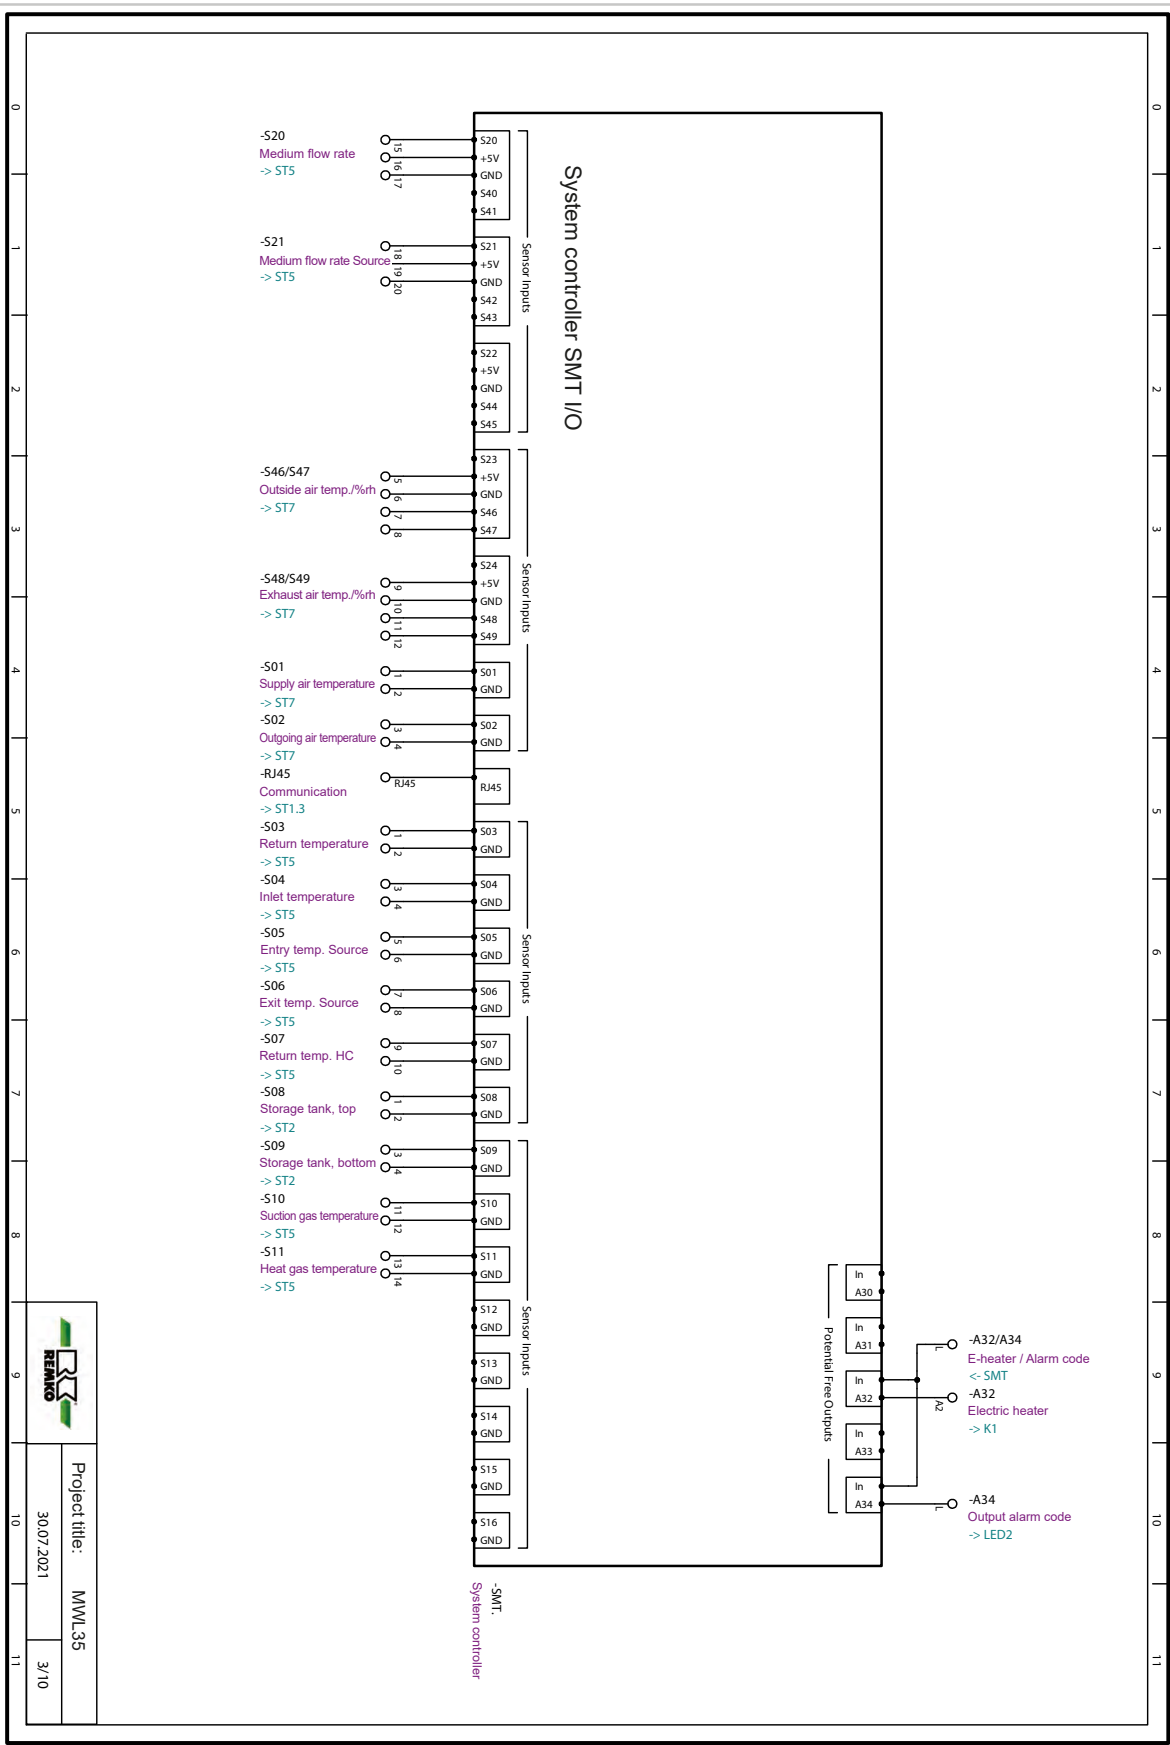 0
1
2
3
4
5
6
7
8
9
10
11
0
1
2
3
4
5
6
7
8
9
10
11
System controller SMT I/O
-S20
Medium flow rate
-> ST5
15
16
17
S20
+5V
GND
S40
S41
-S21
Medium flow rate Source
-> ST5
18
19
20
S21
+5V
GND
S42
S43
Sensor Inputs
S22
+5V
GND
S44
S45
-S46/S47
Outside air temp./%rh
-> ST7
5
6
7
8
S23
+5V
GND
S46
S47
-S48/S49
Exhaust air temp./%rh
-> ST7
9
10
11
12
S24
+5V
GND
S48
S49
Sensor Inputs
-S01
Supply air temperature
-> ST7
1
2
S01
GND
-S02
Outgoing air temperature
-> ST7
3
4
S02
GND
-RJ45
Communication
-> ST1.3
RJ45
RJ45
-S03
Return temperature
-> ST5
1
2
S03
GND
-S04
Inlet temperature
-> ST5
3
4
S04
GND
-S05
Entry temp. Source
-> ST5
5
6
S05
GND
Sensor Inputs
-S06
Exit temp. Source
-> ST5
7
8
S06
GND
-S07
Return temp. HC
-> ST5
9
10
S07
GND
-S08
Storage tank, top
-> ST2
1
2
S08
GND
-S09
Storage tank, bottom
-> ST2
3
4
S09
GND
-S10
Suction gas temperature
-> ST5
11
12
S10
GND
-S11
Heat gas temperature
-> ST5
13
14
S11
GND
S12
GND
Sensor Inputs
S13
GND
S14
GND
S15
GND
S16
GND
In
A30
In
A31
In
A32
In
A33
In
A34
Potential Free Outputs
L
-A32/A34
E-heater / Alarm code
<- SMT
A2
-A32
Electric heater
-> K1
L
-A34
Output alarm code
-> LED2
-SMT.
System controller
REMKO
Project title: MWL35
30.07.2021
3/10